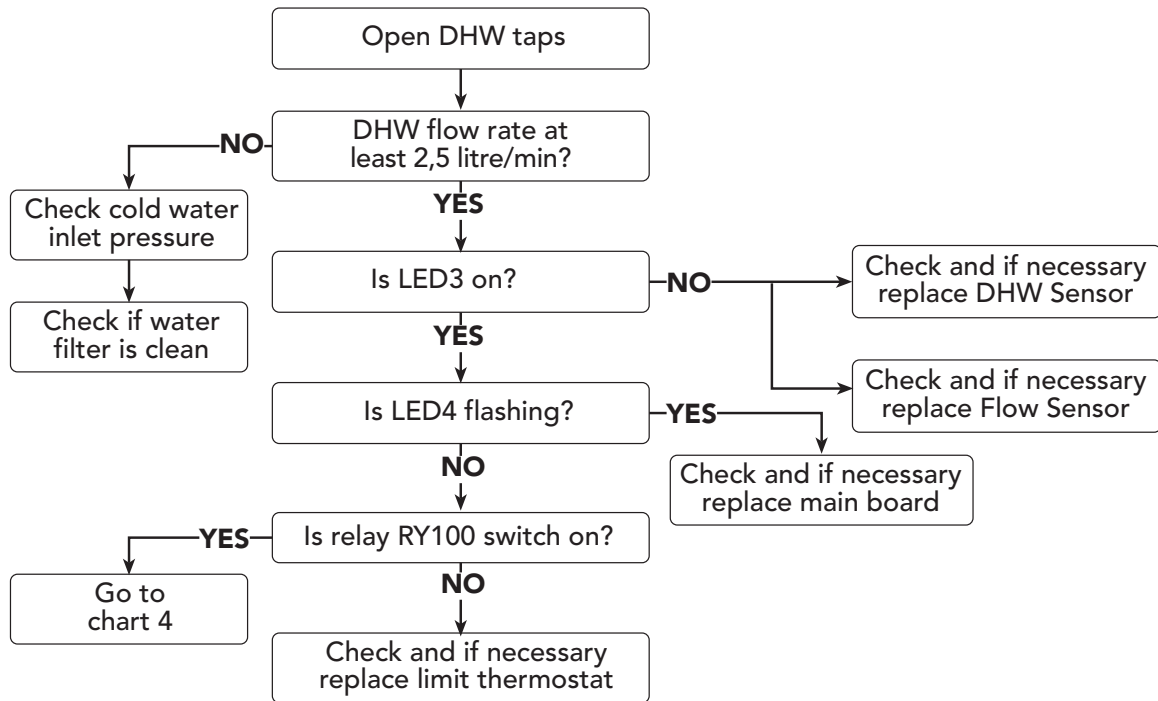 Open DHW taps
DHW flow rate at
least 2,5 litre/min?
NO
Check cold water
inlet pressure
Check if water
filter is clean
YES
Is LED3 on?
NO
Check and if necessary
replace DHW Sensor
Check and if necessary
replace Flow Sensor
YES
Is LED4 flashing?
YES
Check and if necessary
replace main board
NO
Is relay RY100 switch on?
YES
Go to
chart 4
NO
Check and if necessary
replace limit thermostat